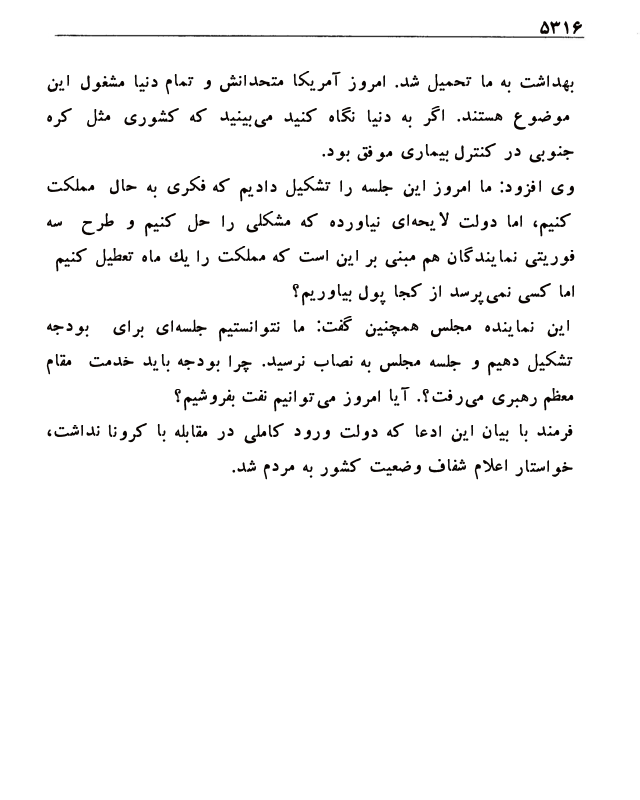 ۵۳۱۶
بهداشت به ما تحمیل شد. امروز آمریکا متحدانش و تمام دنیا مشغول این
موضوع هستند. اگر به دنیا نگاه کنید می‌بینید که کشوری مثل کره
جنوبی در کنترل بیماری موفق بود.
وی افزود: ما امروز این جلسه را تشکیل دادیم که فکری به حال مملکت
کنیم، اما دولت لایحه‌ای نیاورده که مشکلی را حل کنیم و طرح سه
فوریتی نمایندگان هم مبنی بر این است که مملکت را یك ماه تعطیل کنیم
اما کسی نمی‌پرسد از کجا پول بیاوریم؟
این نماینده مجلس همچنین گفت: ما نتوانستیم جلسه‌ای برای بودجه
تشکیل دهیم و جلسه مجلس به نصاب نرسید. چرا بودجه باید خدمت مقام
معظم رهبری می‌رفت؟. آیا امروز می‌توانیم نفت بفروشیم؟
فرمند با بیان این ادعا که دولت ورود کاملی در مقابله با کرونا نداشت،
خواستار اعلام شفاف وضعیت کشور به مردم شد.